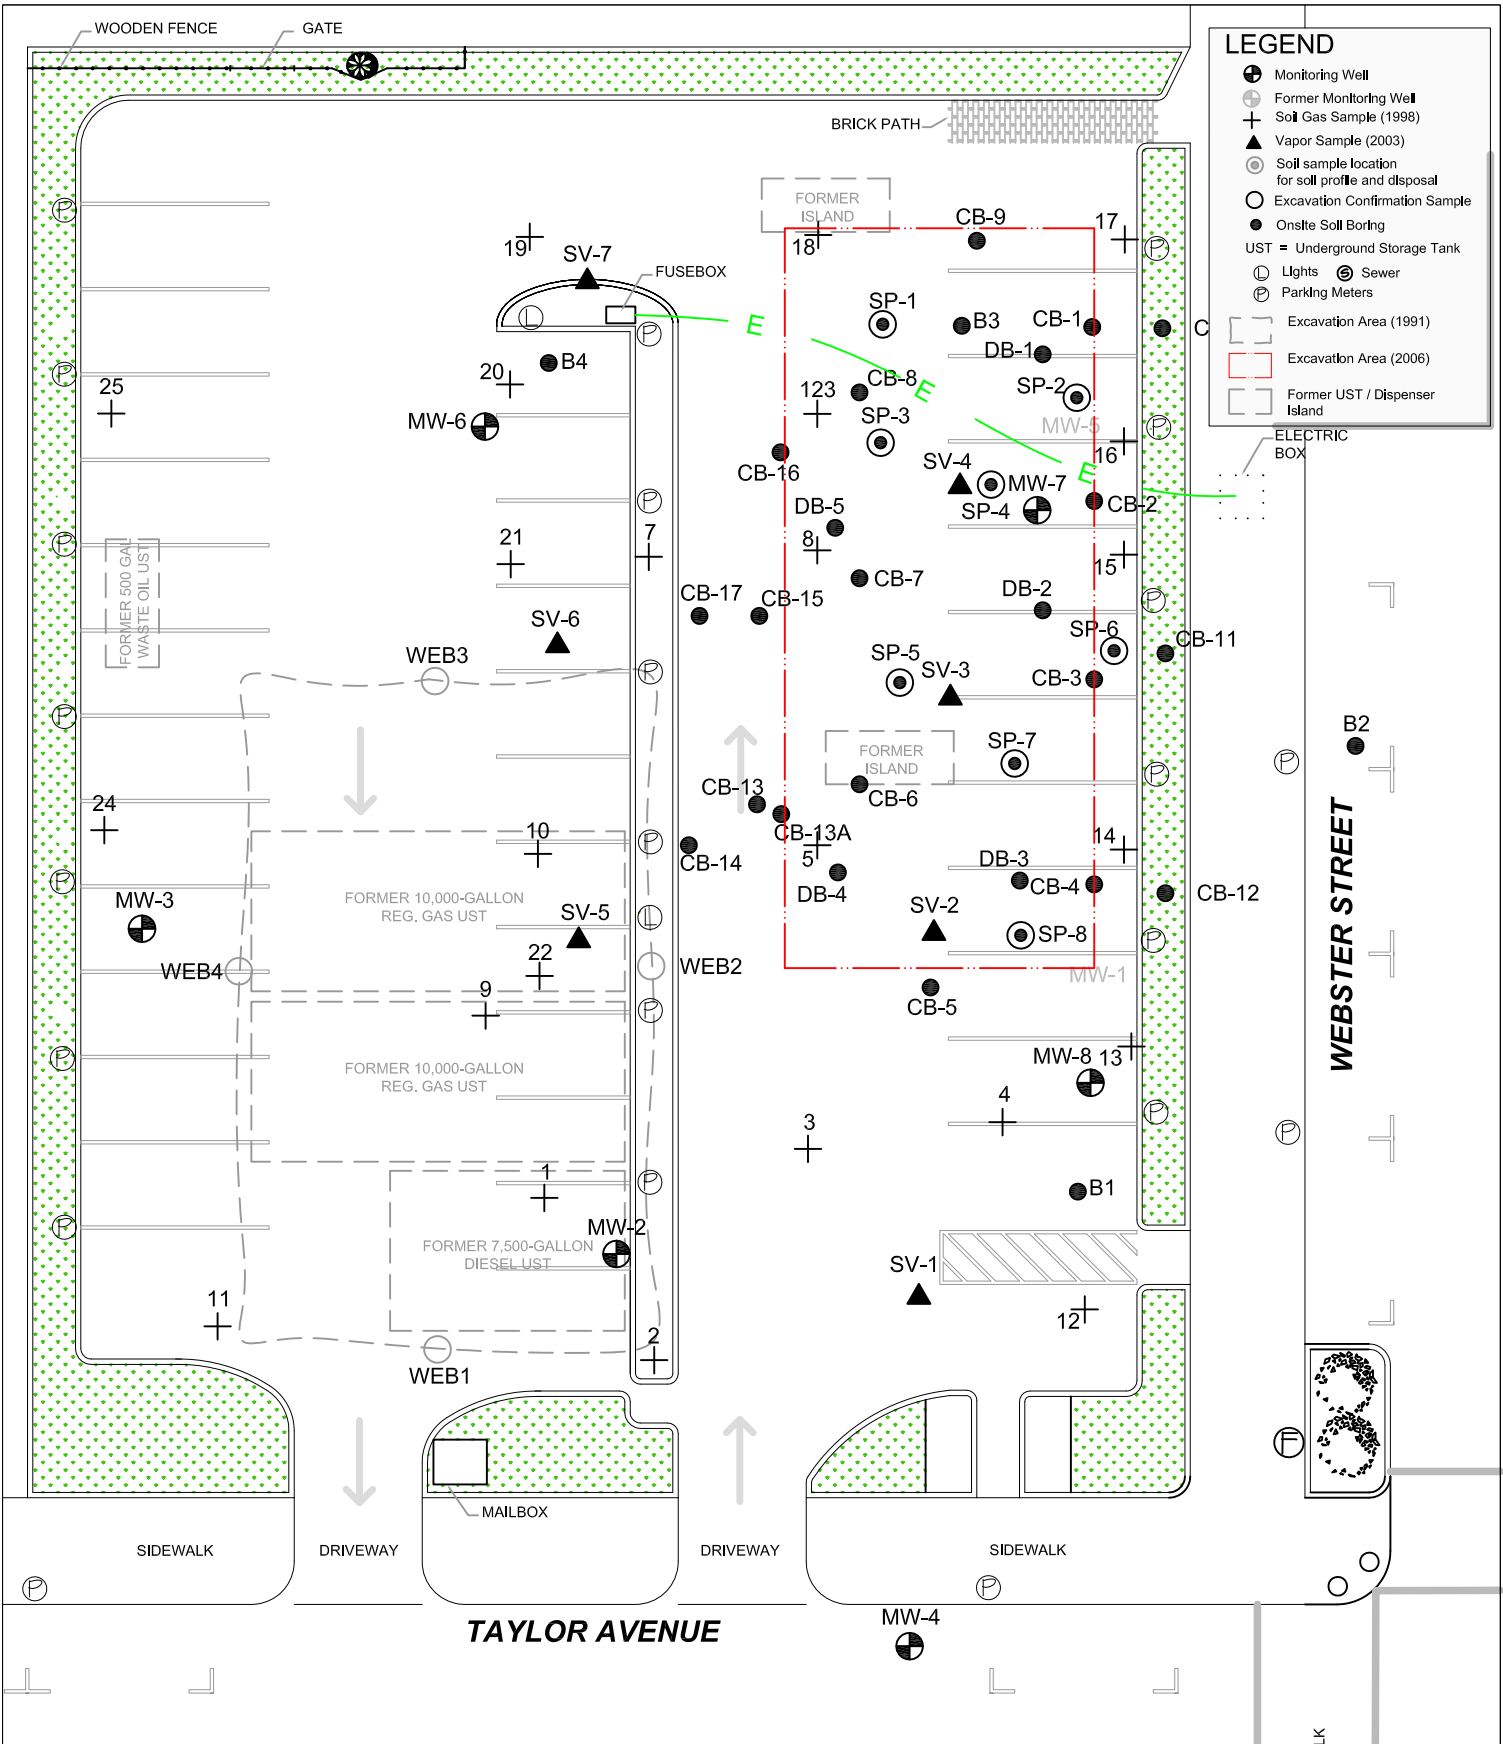 WOODEN FENCE
GATE
LEGEND
Monitoring Well
Former Monitoring Well
Soil Gas Sample (1998)
Vapor Sample (2003)
Soil sample location
for soil profile and disposal
Excavation Confirmation Sample
Onsite Soil Boring
UST = Underground Storage Tank
L Lights S Sewer
P Parking Meters
Excavation Area (1991)
Excavation Area (2006)
Former UST / Dispenser
Island
BRICK PATH
FORMER
ISLAND
CB-9
17
18
19
SV-7
FUSEBOX
E
SP-1
B3
CB-1
C
DB-1
B4
20
25
MW-6
123
CB-8
E
SP-2
SP-3
MW-5
16
ELECTRIC
BOX
CB-16
SV-4
MW-7
E
SP-4
CB-2
DB-5
8
21
7
15
FORMER 500 GAL
WASTE OIL UST
CB-7
CB-17
CB-15
DB-2
SV-6
SP-6
CB-11
WEB3
SP-5
SV-3
CB-3
B2
FORMER
ISLAND
SP-7
CB-13
CB-6
24
10
CB-13A
5
14
CB-14
DB-4
DB-3
CB-4
CB-12
MW-3
FORMER 10,000-GALLON
REG. GAS UST
SV-5
SV-2
SP-8
WEB4
22
WEB2
MW-1
9
CB-5
WEBSTER STREET
FORMER 10,000-GALLON
REG. GAS UST
MW-8
13
3
4
1
B1
MW-2
FORMER 7,500-GALLON
DIESEL UST
SV-1
11
12
2
WEB1
F
MAILBOX
SIDEWALK
DRIVEWAY
DRIVEWAY
SIDEWALK
MW-4
TAYLOR AVENUE
LK